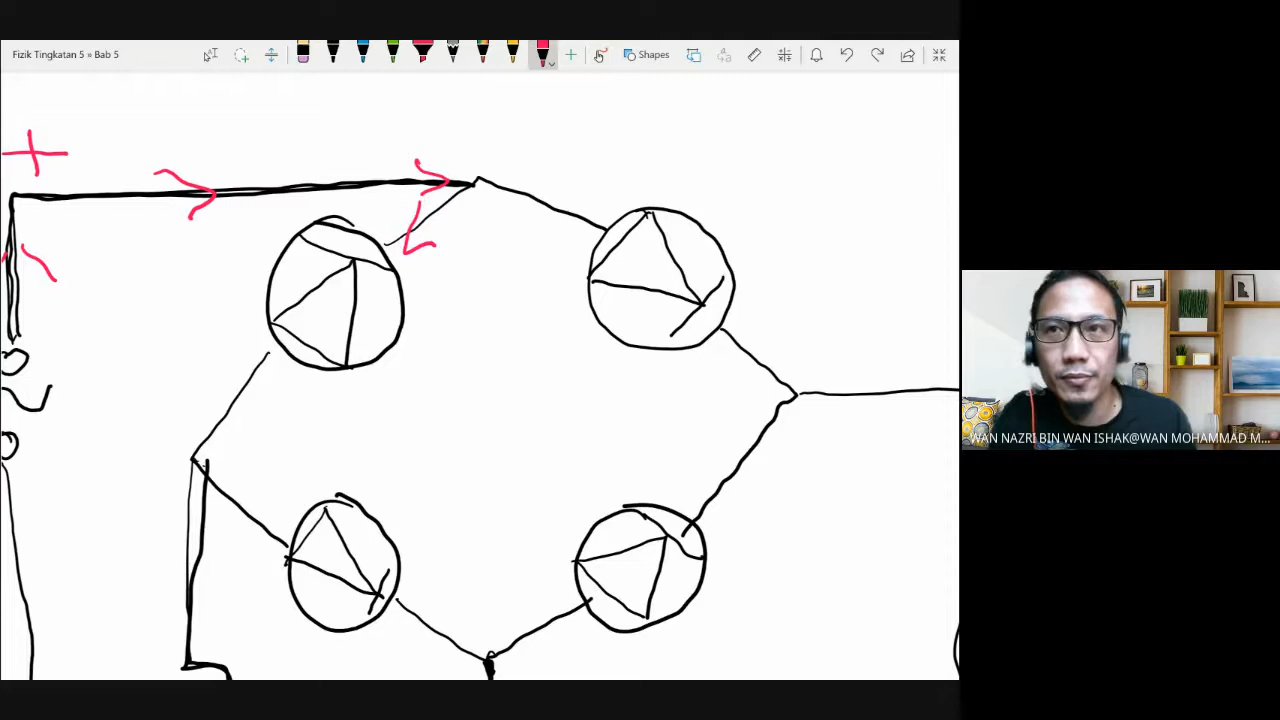 Fizik Tingkatan 5 » Bab 5
Shapes
+
WAN NAZRI BIN WAN ISHAK@WAN MOHAMMAD M...